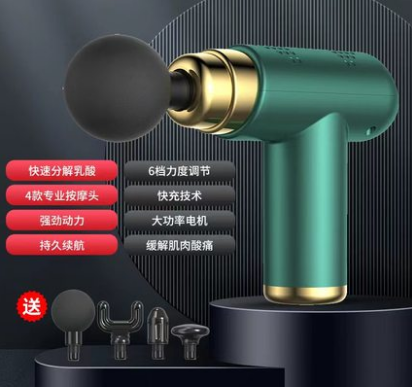 快速分解乳酸
6档力度调节
4款专业按摩头
快充技术
强劲动力
大功率电机
持久续航
缓解肌肉酸痛
送